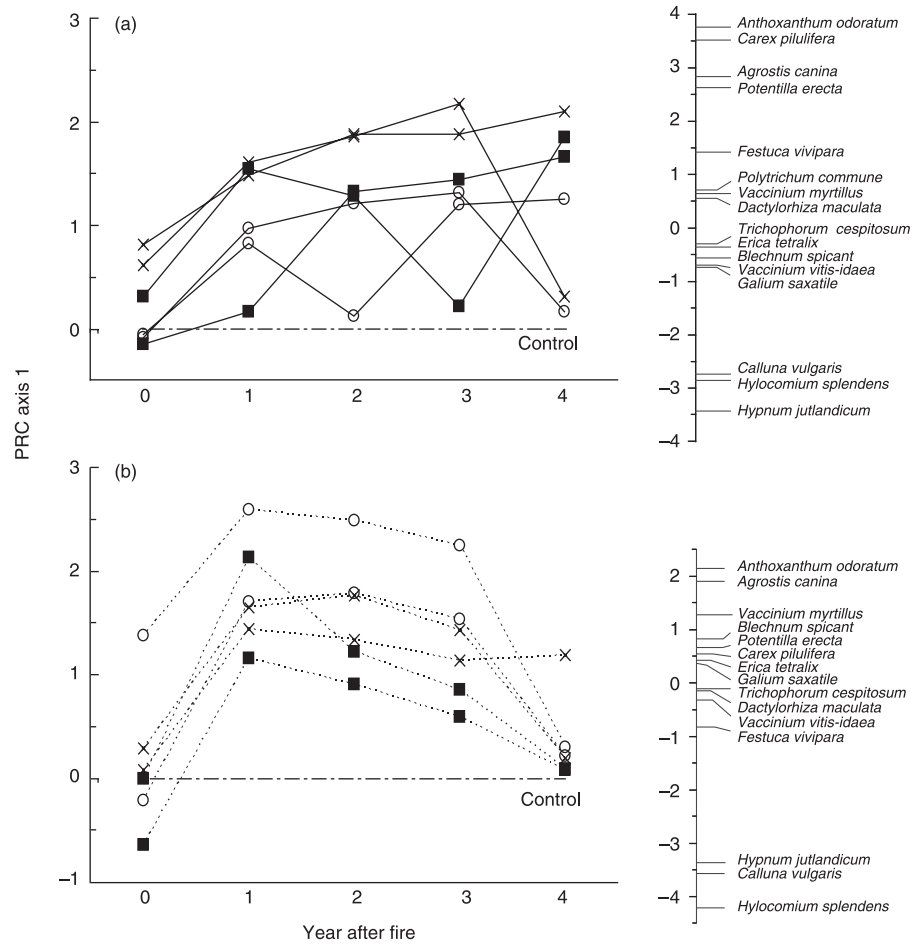 (a)
3
2
1
0
Control
0 1 2 3 4
4
3
2
1
0
–1
–2
–3
–4
Anthoxanthum odoratum
Carex pilulifera
Agrostis canina
Potentilla erecta
Festuca vivipara
Polytrichum commune
Vaccinium myrtillus
Dactylorhiza maculata
Trichophorum cespitosum
Erica tetralix
Blechnum spicant
Vaccinium vitis-idaea
Galium saxatile
Calluna vulgaris
Hylocomium splendens
Hypnum jutlandicum
PRC axis 1
(b)
3
2
1
0
–1
Control
0 1 2 3 4
Year after fire
2
1
0
–1
–2
–3
–4
Anthoxanthum odoratum
Agrostis canina
Vaccinium myrtillus
Blechnum spicant
Potentilla erecta
Carex pilulifera
Erica tetralix
Galium saxatile
Trichophorum cespitosum
Dactylorhiza maculata
Vaccinium vitis-idaea
Festuca vivipara
Hypnum jutlandicum
Calluna vulgaris
Hylocomium splendens